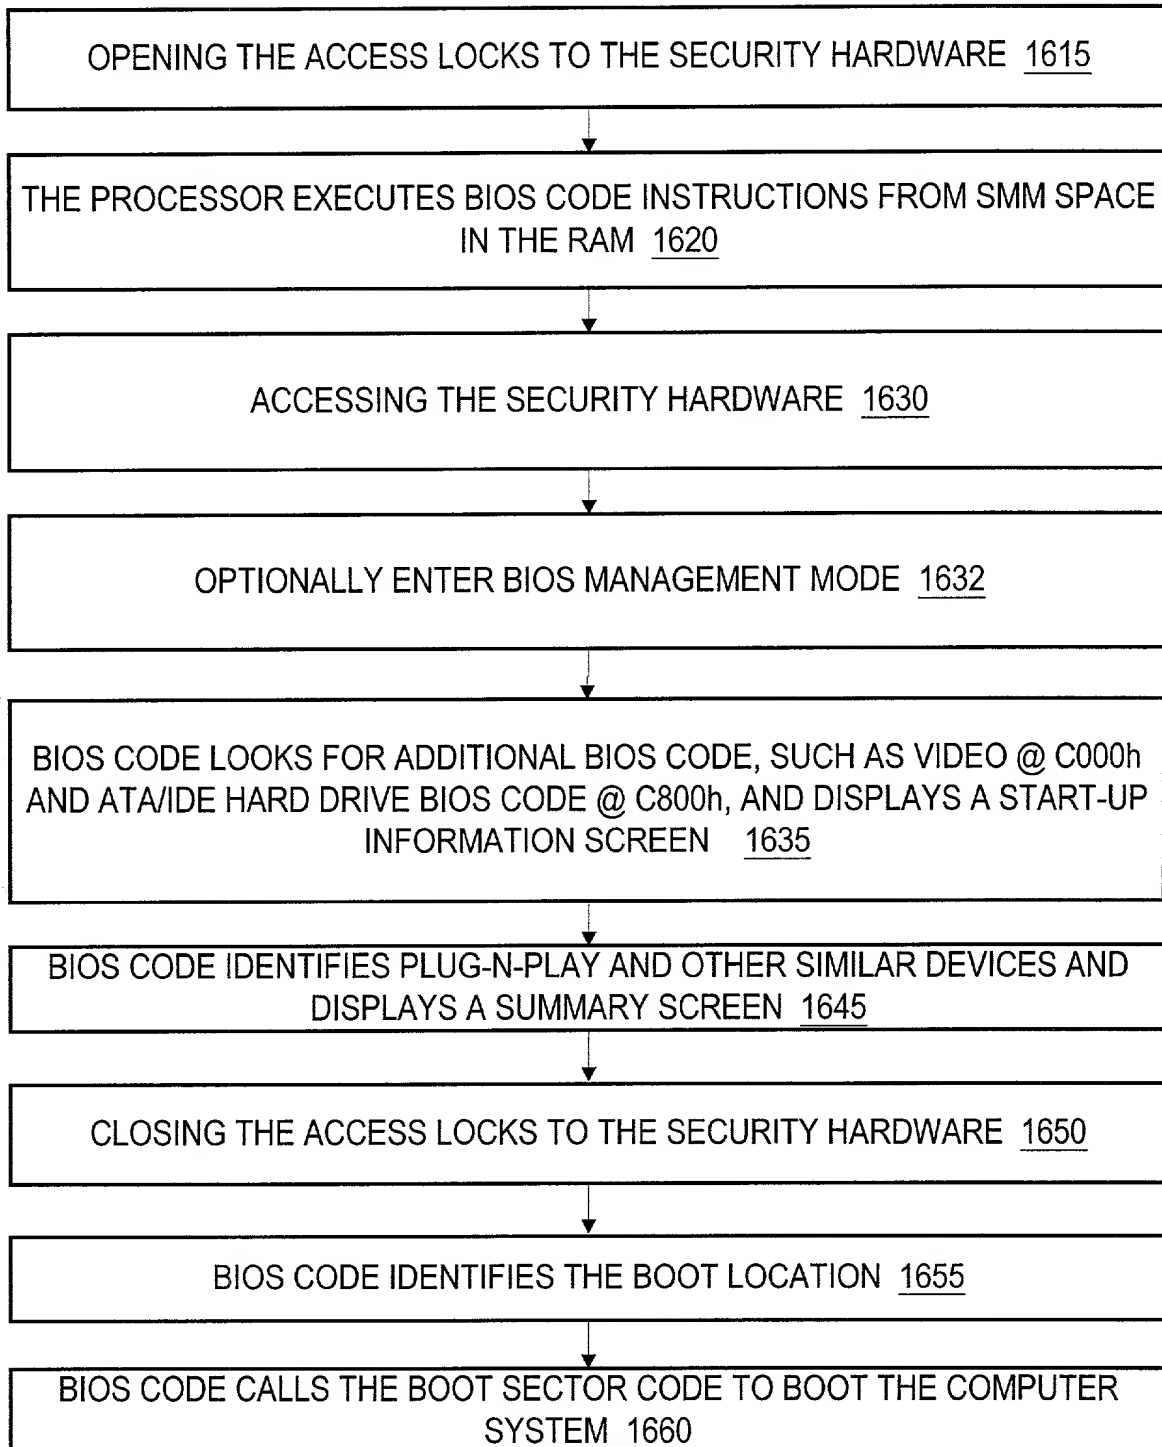 OPENING THE ACCESS LOCKS TO THE SECURITY HARDWARE 1615
THE PROCESSOR EXECUTES BIOS CODE INSTRUCTIONS FROM SMM SPACE
IN THE RAM 1620
ACCESSING THE SECURITY HARDWARE 1630
OPTIONALLY ENTER BIOS MANAGEMENT MODE 1632
BIOS CODE LOOKS FOR ADDITIONAL BIOS CODE, SUCH AS VIDEO @ C000h
AND ATA/IDE HARD DRIVE BIOS CODE @ C800h, AND DISPLAYS A START-UP
INFORMATION SCREEN 1635
BIOS CODE IDENTIFIES PLUG-N-PLAY AND OTHER SIMILAR DEVICES AND
DISPLAYS A SUMMARY SCREEN 1645
CLOSING THE ACCESS LOCKS TO THE SECURITY HARDWARE 1650
BIOS CODE IDENTIFIES THE BOOT LOCATION 1655
BIOS CODE CALLS THE BOOT SECTOR CODE TO BOOT THE COMPUTER
SYSTEM 1660